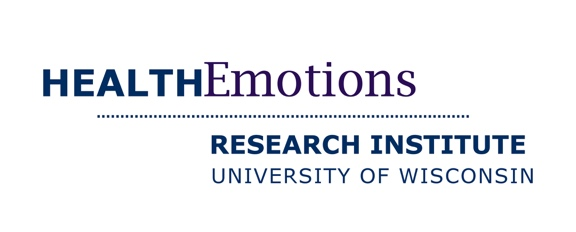 HEALTHEmotions
RESEARCH INSTITUTE
UNIVERSITY OF WISCONSIN